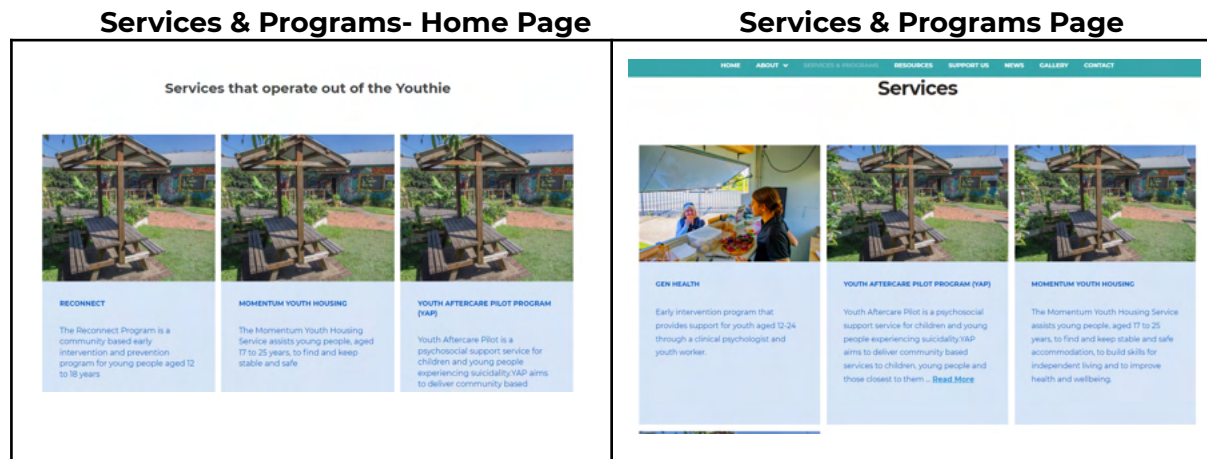 Services & Programs- Home Page
Services & Programs Page
Services that operate out of the Youthie
RECONNECT
The Reconnect Program is a
community based early
intervention and prevention
program for young people aged 12
to 18 years
MOMENTUM YOUTH HOUSING
The Momentum Youth Housing
Service assists young people, aged
17 to 25 years, to find and keep
stable and safe
YOUTH AFTERCARE PILOT PROGRAM
(YAP)
Youth Aftercare Pilot is a
psychosocial support service for
children and young people
experiencing suicidality.YAP aims
to deliver community based
HOME ABOUT SERVICES & PROGRAMS RESOURCES SUPPORT US NEWS GALLERY CONTACT
Services
GEN HEALTH
Early intervention program that
provides support for youth aged 12-24
through a clinical psychologist and
youth worker.
YOUTH AFTERCARE PILOT PROGRAM (YAP)
Youth Aftercare Pilot is a psychosocial
support service for children and young
people experiencing suicidality.YAP
aims to deliver community based
services to children, young people and
those closest to them ... Read More
MOMENTUM YOUTH HOUSING
The Momentum Youth Housing Service
assists young people, aged 17 to 25
years, to find and keep stable and safe
accommodation, to build skills for
independent living and to improve
health and wellbeing.